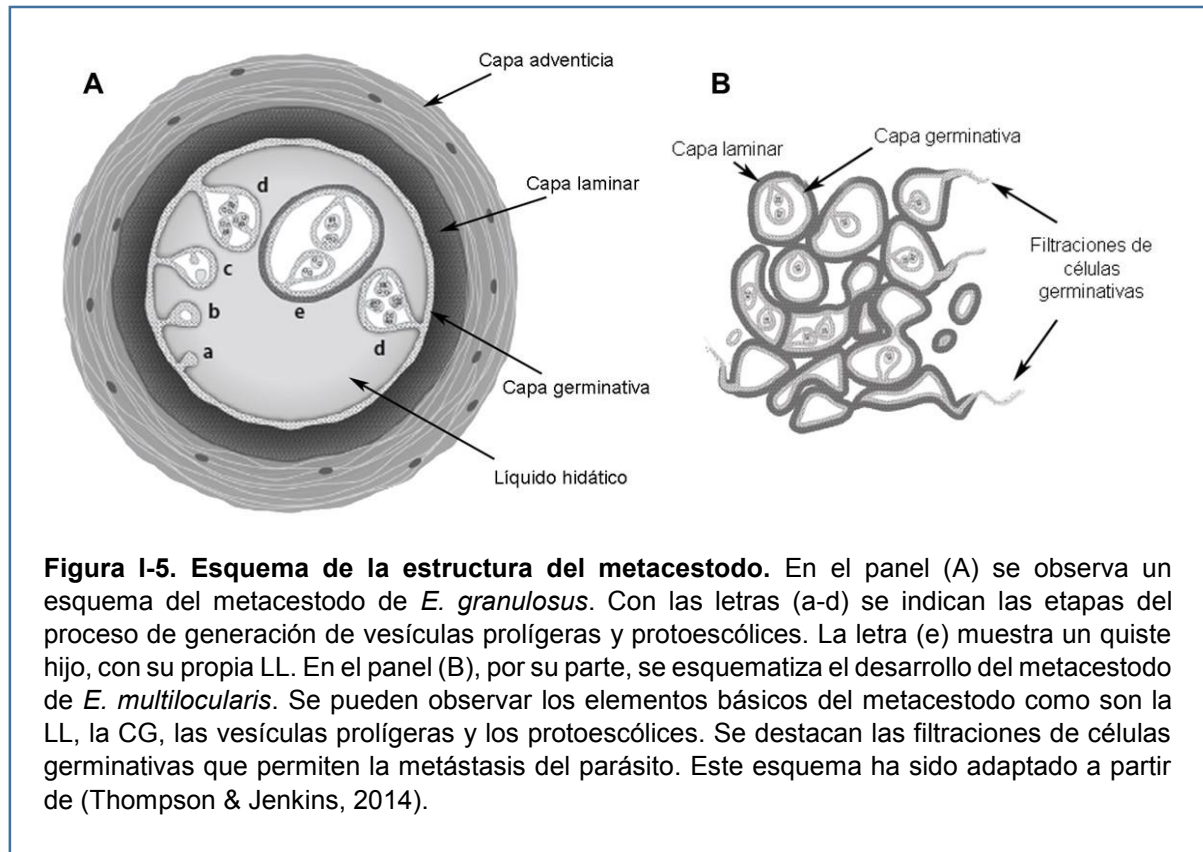 A
Capa adventicia
Capa laminar
Capa germinativa
Líquido hidático
d
c
b
a
e
d
B
Capa laminar
Capa germinativa
Filtraciones de
células
germinativas
Figura I-5. Esquema de la estructura del metacestodo. En el panel (A) se observa un
esquema del metacestodo de E. granulosus. Con las letras (a-d) se indican las etapas del
proceso de generación de vesículas prolígeras y protoescólices. La letra (e) muestra un quiste
hijo, con su propia LL. En el panel (B), por su parte, se esquematiza el desarrollo del metacestodo
de E. multilocularis. Se pueden observar los elementos básicos del metacestodo como son la
LL, la CG, las vesículas prolígeras y los protoescólices. Se destacan las filtraciones de células
germinativas que permiten la metástasis del parásito. Este esquema ha sido adaptado a partir
de (Thompson & Jenkins, 2014).